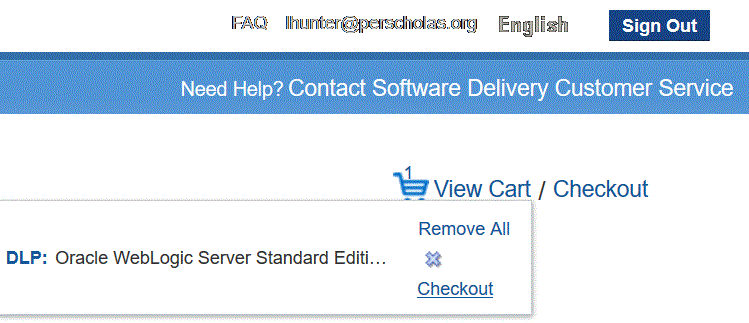 FAQ lhunter@perscholas.org English Sign Out
Need Help? Contact Software Delivery Customer Service
1
View Cart / Checkout
Remove All
DLP: Oracle WebLogic Server Standard Editi...
Checkout